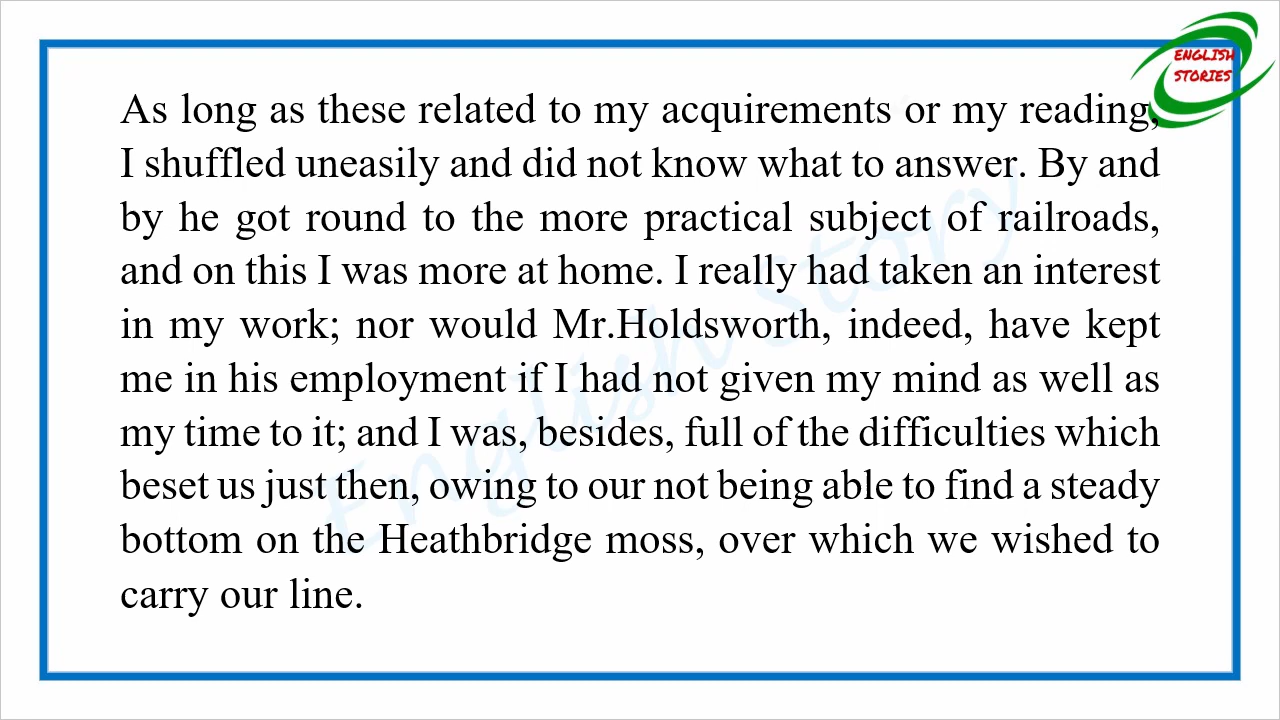 ENGLISH
STORIES
As long as these related to my acquirements or my reading,
I shuffled uneasily and did not know what to answer. By and
by he got round to the more practical subject of railroads,
and on this I was more at home. I really had taken an interest
in my work; nor would Mr.Holdsworth, indeed, have kept
me in his employment if I had not given my mind as well as
my time to it; and I was, besides, full of the difficulties which
beset us just then, owing to our not being able to find a steady
bottom on the Heathbridge moss, over which we wished to
carry our line.
English Story